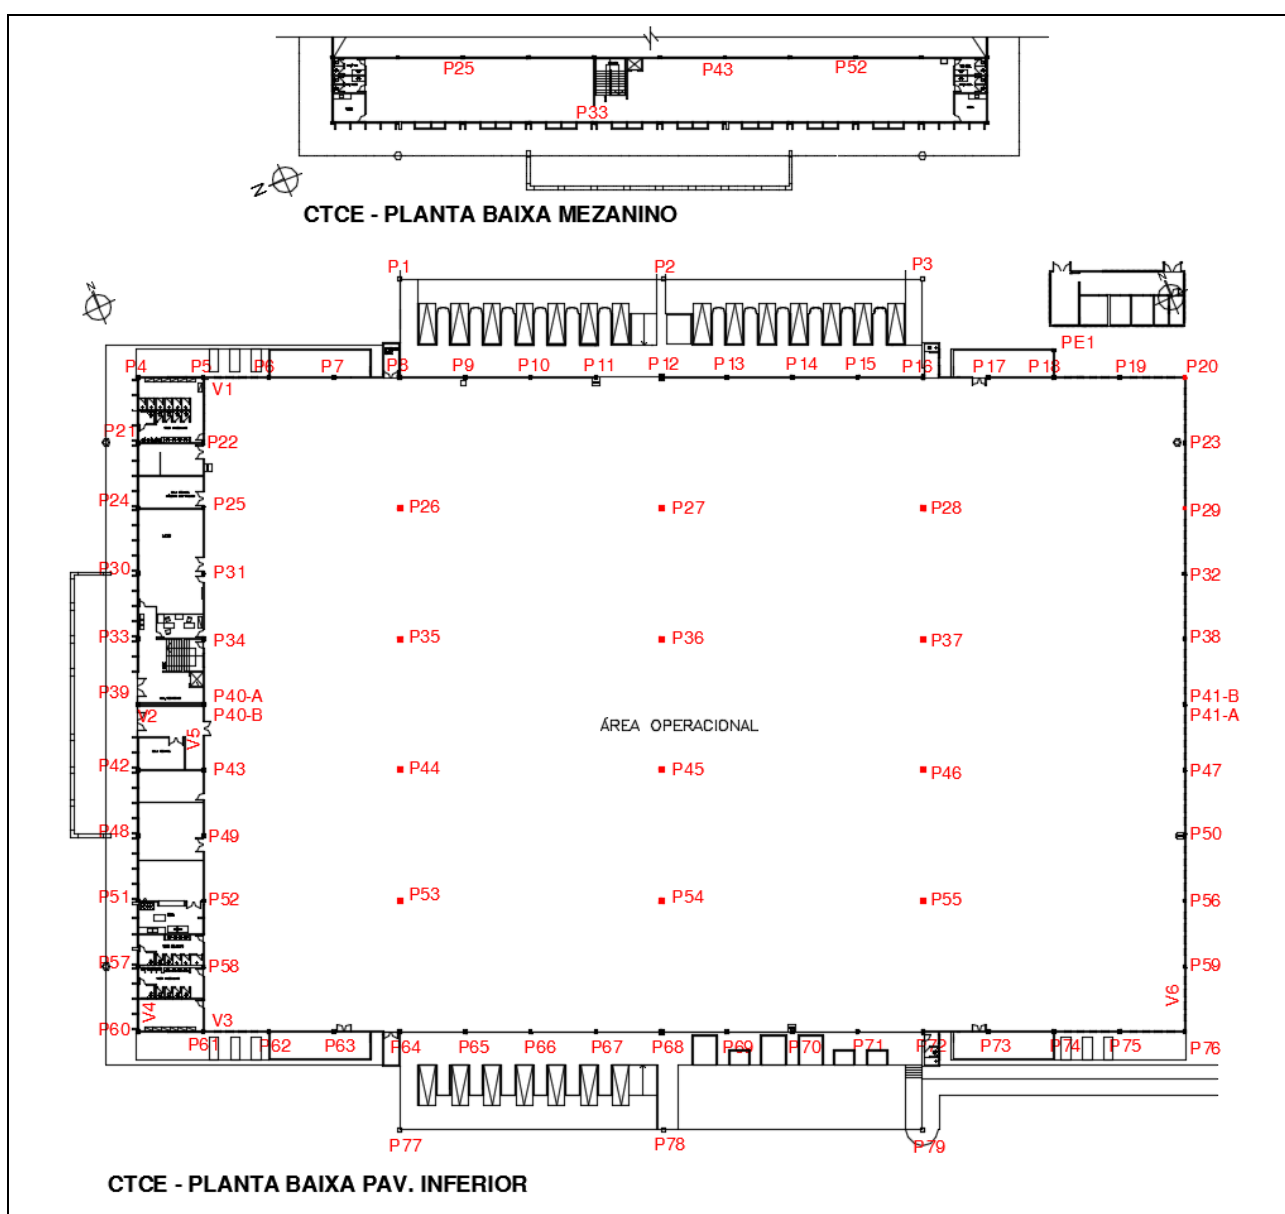 P25 P43 P52
P33
N
CTCE - PLANTA BAIXA MEZANINO
P1 P2 P3
N
PE1
P4 P5 P6 P7 P8 P9 P10 P11 P12 P13 P14 P15 P16 P17 P18 P19 P20
V1
P21 P22 P23
P24 P25 P26 P27 P28 P29
P30 P31 P32
P33 P34 P35 P36 P37 P38
P39 P40-A P41-B
V2 P40-B P41-A
V5 ÁREA OPERACIONAL
P42 P43 P44 P45 P46 P47
P48 P49 P50
P51 P52 P53 P54 P55 P56
P57 P58 P59
V4 V3 V6
P60 P61 P62 P63 P64 P65 P66 P67 P68 P69 P70 P71 P72 P73 P74 P75 P76
P77 P78 P79
CTCE - PLANTA BAIXA PAV. INFERIOR